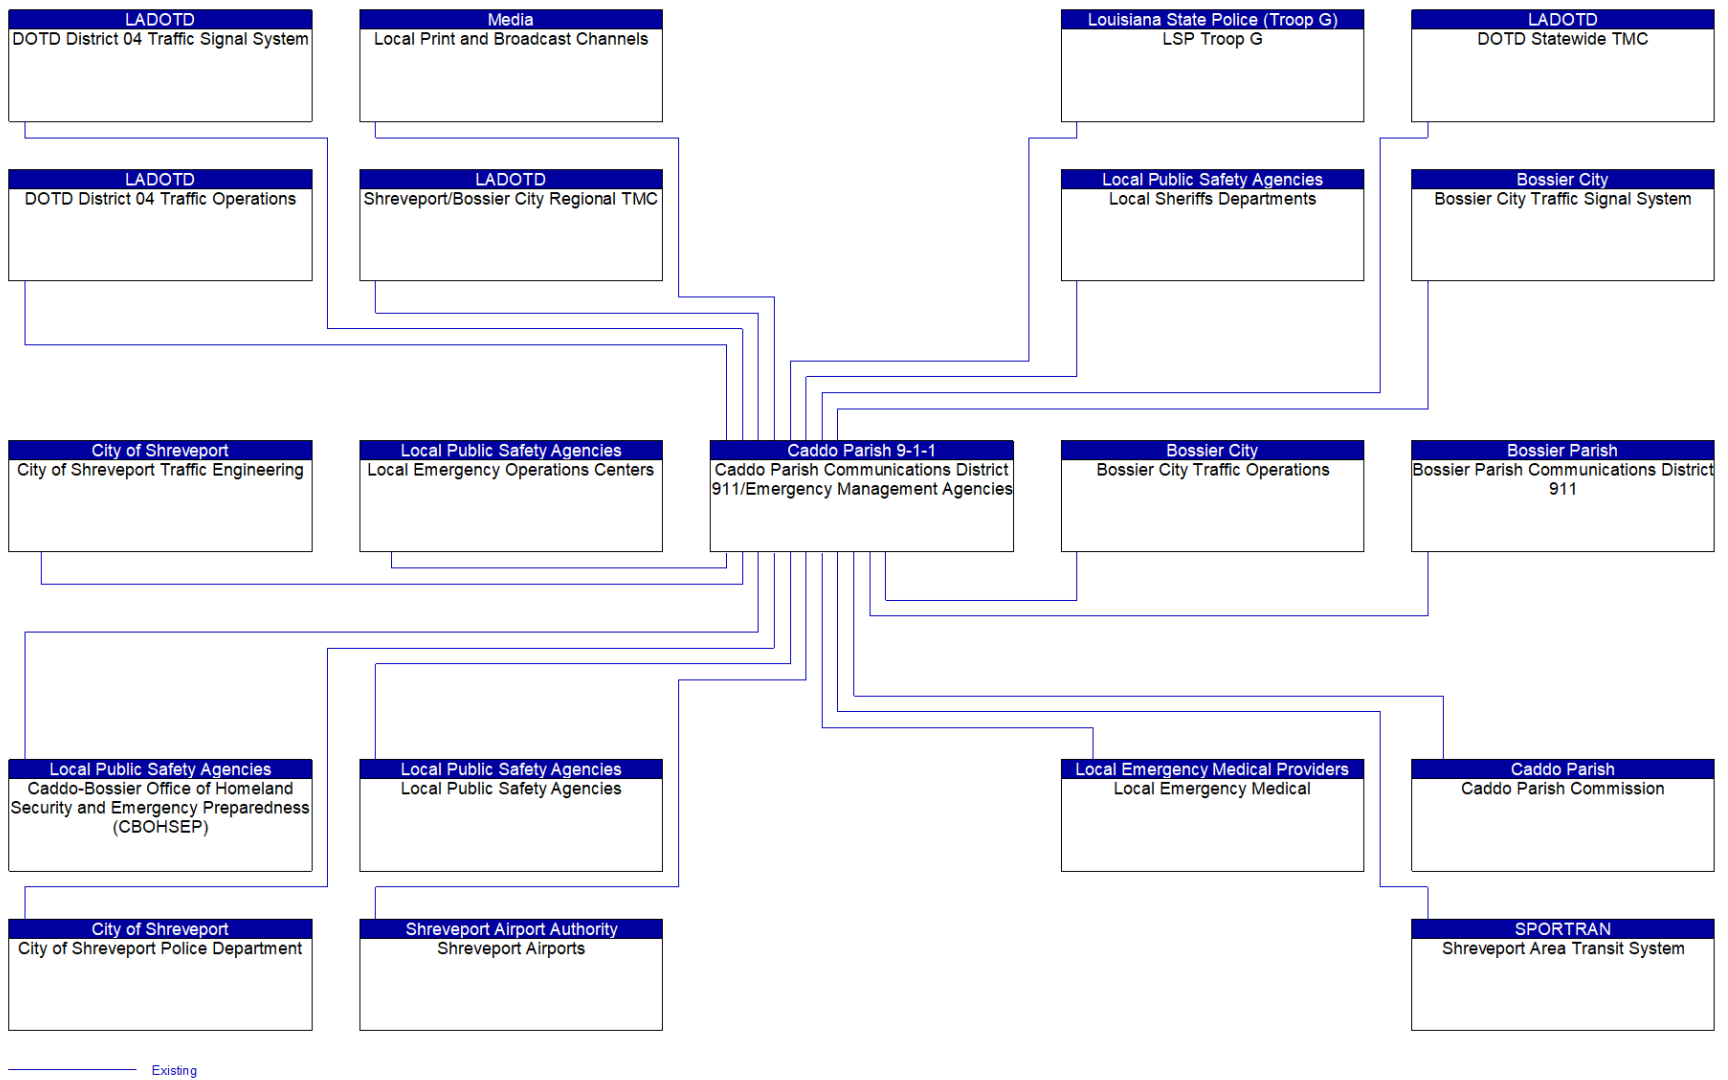 LADOTD
DOTD District 04 Traffic Signal System
Media
Local Print and Broadcast Channels
Louisiana State Police (Troop G)
LSP Troop G
LADOTD
DOTD Statewide TMC
LADOTD
DOTD District 04 Traffic Operations
LADOTD
Shreveport/Bossier City Regional TMC
Local Public Safety Agencies
Local Sheriffs Departments
Bossier City
Bossier City Traffic Signal System
City of Shreveport
City of Shreveport Traffic Engineering
Local Public Safety Agencies
Local Emergency Operations Centers
Caddo Parish 9-1-1
Caddo Parish Communications District
911/Emergency Management Agencies
Bossier City
Bossier City Traffic Operations
Bossier Parish
Bossier Parish Communications District
911
Local Public Safety Agencies
Caddo-Bossier Office of Homeland
Security and Emergency Preparedness
(CBOHSEP)
Local Public Safety Agencies
Local Public Safety Agencies
Local Emergency Medical Providers
Local Emergency Medical
Caddo Parish
Caddo Parish Commission
City of Shreveport
City of Shreveport Police Department
Shreveport Airport Authority
Shreveport Airports
SPORTRAN
Shreveport Area Transit System
Existing